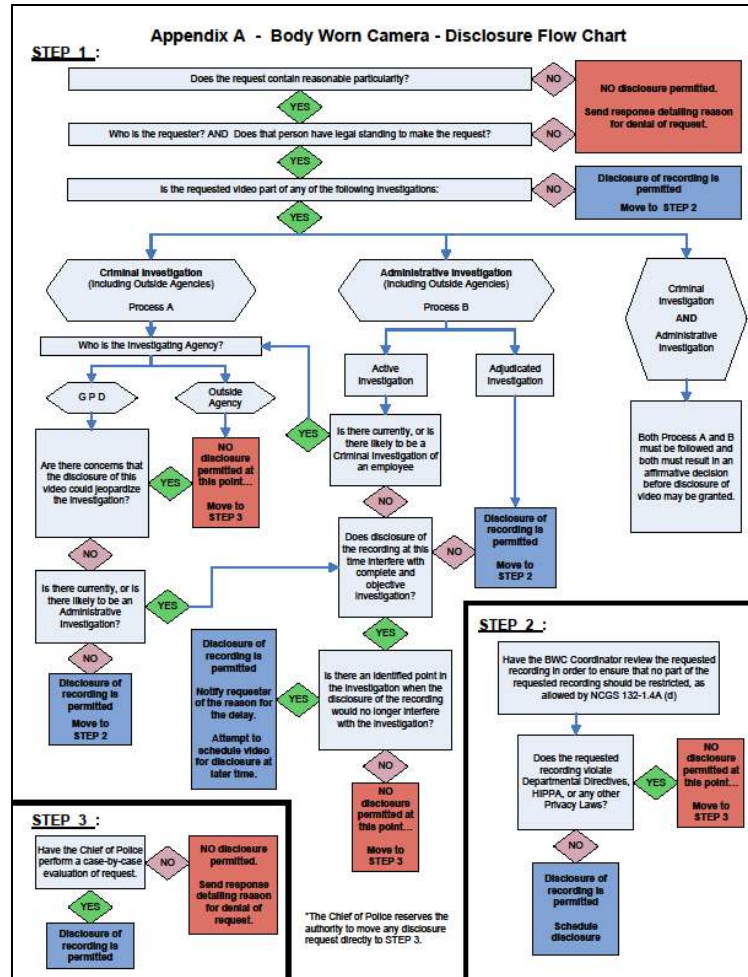 Appendix A - Body Worn Camera - Disclosure Flow Chart
STEP 1 :
Does the request contain reasonable particularity?
NO
NO disclosure permitted.
Send response detailing reason
for denial of request.
YES
Who is the requester? AND Does that person have legal standing to make the request?
NO
YES
Is the requested video part of any of the following investigations:
NO
Disclosure of recording is
permitted
Move to STEP 2
YES
Criminal Investigation
(Including Outside Agencies)
Process A
Administrative Investigation
(Including Outside Agencies)
Process B
Criminal
Investigation
AND
Administrative
Investigation
Who is the Investigating Agency?
Active
Investigation
Adjudicated
Investigation
G P D
Outside
Agency
YES
Is there currently, or is
there likely to be a
Criminal Investigation of
an employee
Both Process A and B
must be followed and
both must result in an
affirmative decision
before disclosure of
video may be granted.
Are there concerns that
the disclosure of this
video could jeopardize
the investigation?
YES
NO
disclosure
permitted at
this point...
Move to
STEP 3
NO
NO
Does disclosure of
the recording at this
time interfere with
complete and
objective
investigation?
NO
Disclosure of
recording is
permitted
Move to
STEP 2
Is there currently, or is
there likely to be an
Administrative
Investigation?
YES
YES
NO
Disclosure of
recording is
permitted
Move to
STEP 2
Disclosure of
recording is
permitted
Notify requester
of the reason for
the delay.
Attempt to
schedule video
for disclosure at
later time.
YES
Is there an identified point
in the investigation when the
disclosure of the recording
would no longer interfere
with the investigation?
NO
NO
disclosure
permitted at
this point...
Move to
STEP 3
STEP 2 :
Have the BWC Coordinator review the requested
recording in order to ensure that no part of the
requested recording should be restricted, as
allowed by NCGS 132-1.4A (d)
Does the requested
recording violate
Departmental Directives,
HIPPA, or any other
Privacy Laws?
YES
NO
disclosure
permitted at
this point...
Move to
STEP 3
NO
Disclosure of
recording is
permitted
Schedule
disclosure
STEP 3 :
Have the Chief of Police
perform a case-by-case
evaluation of request.
NO
NO disclosure
permitted.
Send response
detailing reason
for denial of
request.
YES
Disclosure of
recording is
permitted
*The Chief of Police reserves the
authority to move any disclosure
request directly to STEP 3.